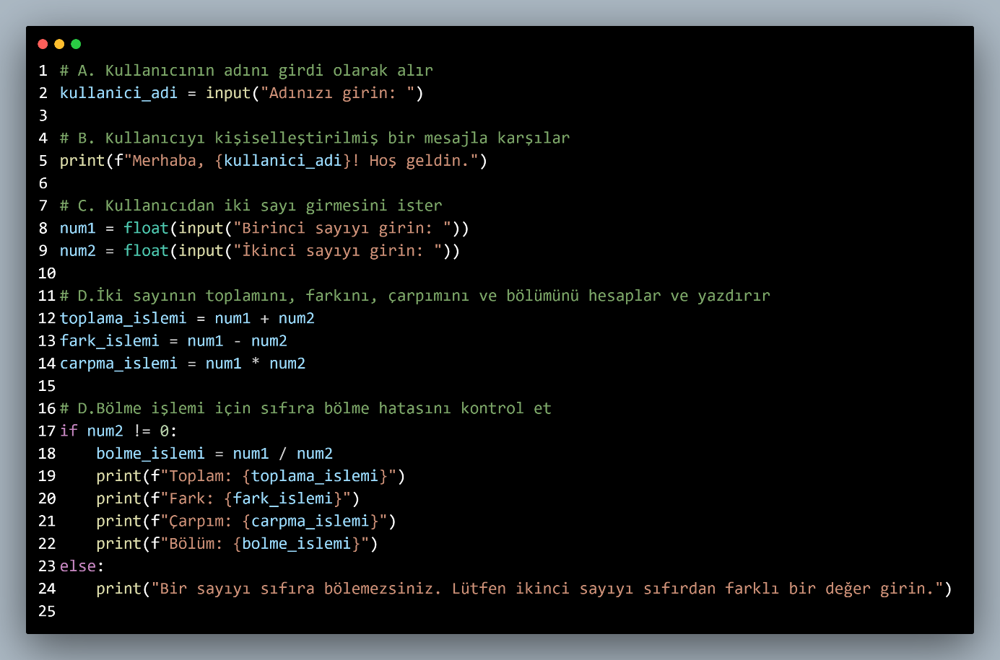 1 # A. Kullanıcının adını girdi olarak alır
2 kullanici_adi = input("Adınızı girin: ")
3
4 # B. Kullanıcıyı kişiselleştirilmiş bir mesajla karşılar
5 print(f"Merhaba, {kullanici_adi}! Hoş geldin.")
6
7 # C. Kullanıcıdan iki sayı girmesini ister
8 num1 = float(input("Birinci sayıyı girin: "))
9 num2 = float(input("İkinci sayıyı girin: "))
10
11 # D.İki sayının toplamını, farkını, çarpımını ve bölümünü hesaplar ve yazdırır
12 toplama_islemi = num1 + num2
13 fark_islemi = num1 - num2
14 carpma_islemi = num1 * num2
15
16 # D.Bölme işlemi için sıfıra bölme hatasını kontrol et
17 if num2 != 0:
18     bolme_islemi = num1 / num2
19     print(f"Toplam: {toplama_islemi}")
20     print(f"Fark: {fark_islemi}")
21     print(f"Çarpım: {carpma_islemi}")
22     print(f"Bölüm: {bolme_islemi}")
23 else:
24     print("Bir sayıyı sıfıra bölemezsiniz. Lütfen ikinci sayıyı sıfırdan farklı bir değer girin.")
25